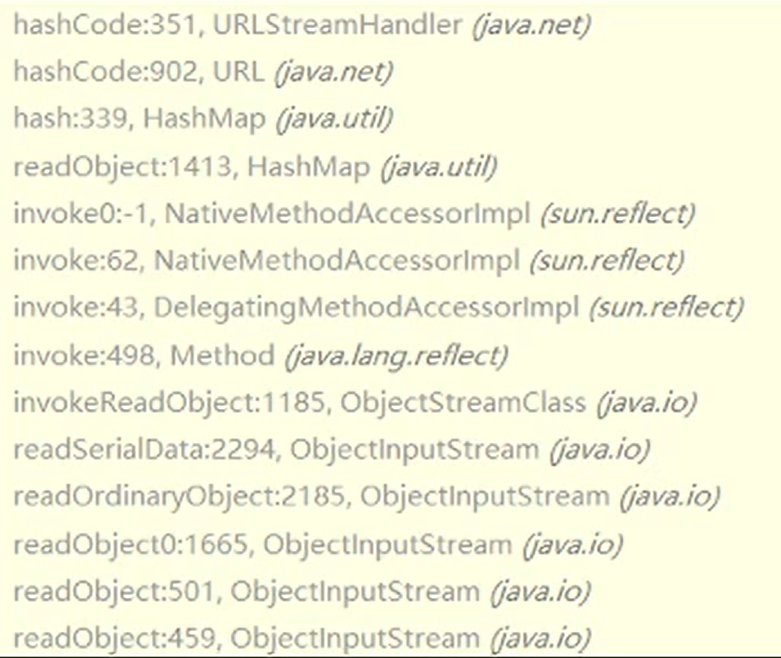 hashCode:351, URLStreamHandler (java.net)
hashCode:902, URL (java.net)
hash:339, HashMap (java.util)
readObject:1413, HashMap (java.util)
invoke0:-1, NativeMethodAccessorImpl (sun.reflect)
invoke:62, NativeMethodAccessorImpl (sun.reflect)
invoke:43, DelegatingMethodAccessorImpl (sun.reflect)
invoke:498, Method (java.lang.reflect)
invokeReadObject:1185, ObjectStreamClass (java.io)
readSerialData:2294, ObjectInputStream (java.io)
readOrdinaryObject:2185, ObjectInputStream (java.io)
readObject0:1665, ObjectInputStream (java.io)
readObject:501, ObjectInputStream (java.io)
readObject:459, ObjectInputStream (java.io)